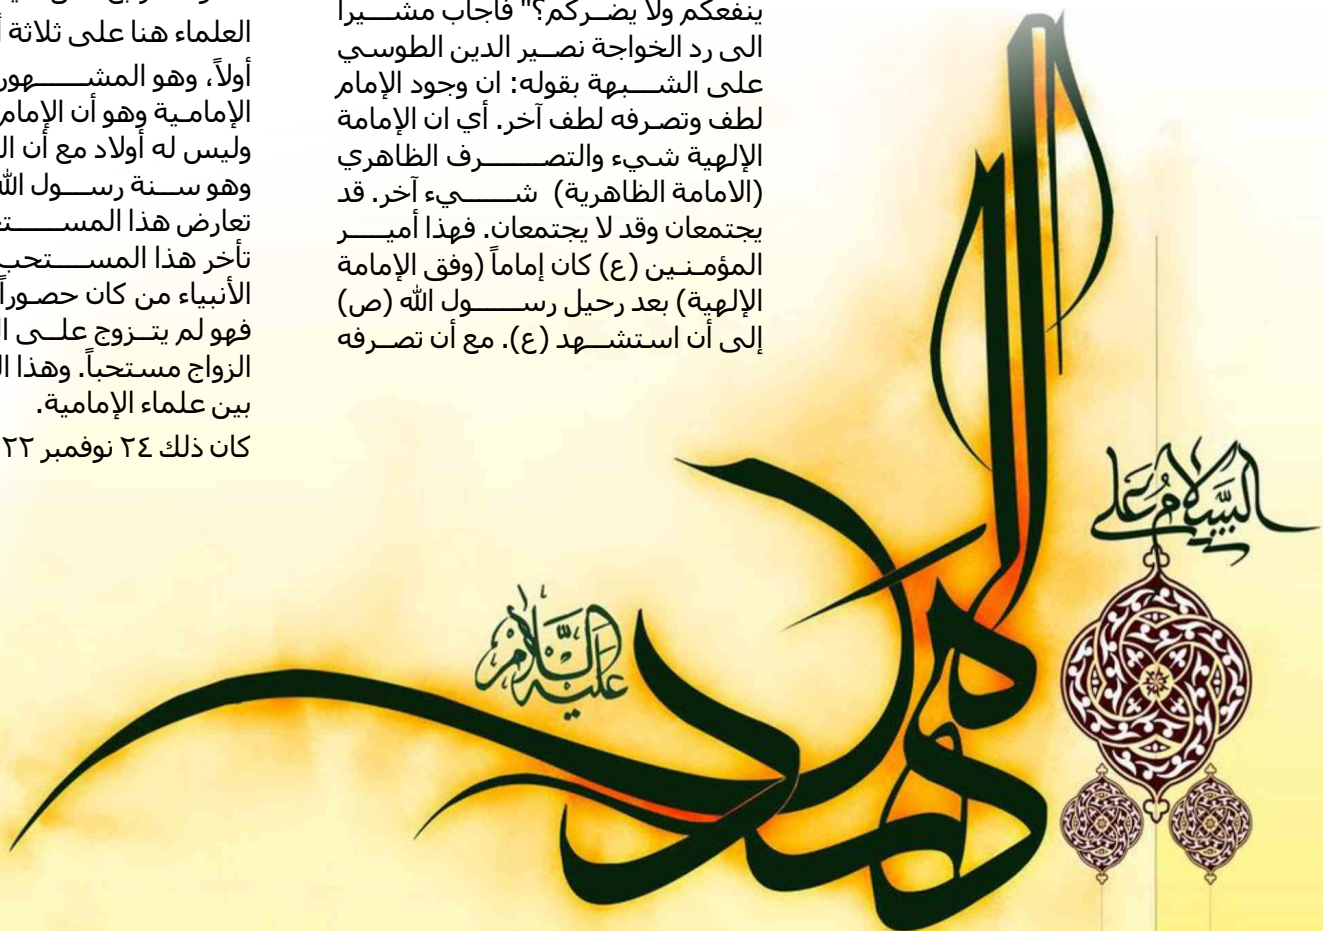 ينفعكم ولا يضركم؟" فأجاب مشيراً
الى رد الخواجة نصير الدين الطوسي
على الشبهة بقوله: ان وجود الإمام
لطف وتصرفه لطف آخر. أي ان الإمامة
الإلهية شيء والتصرف الظاهري
(الامامة الظاهرية) شيء آخر. قد
يجتمعان وقد لا يجتمعان. فهذا أمير
المؤمنين (ع) كان إماماً (وفق الإمامة
الإلهية) بعد رحيل رسول الله (ص)
إلى أن استشهد (ع). مع أن تصرفه
العلماء هنا على ثلاثة
أولاً، وهو المشهور
الإمامية وهو أن الإمام
وليس له أولاد مع أن
وهو سنة رسول الله
تعارض هذا
تأخر هذا المستحب
الأنبياء من كان حصوراً
فهو لم يتزوج على
الزواج مستحباً. وهذا
بين علماء الإمامية.
كان ذلك ٢٤ نوفمبر ٢٢
السلام على
المهدي
عليه السلام